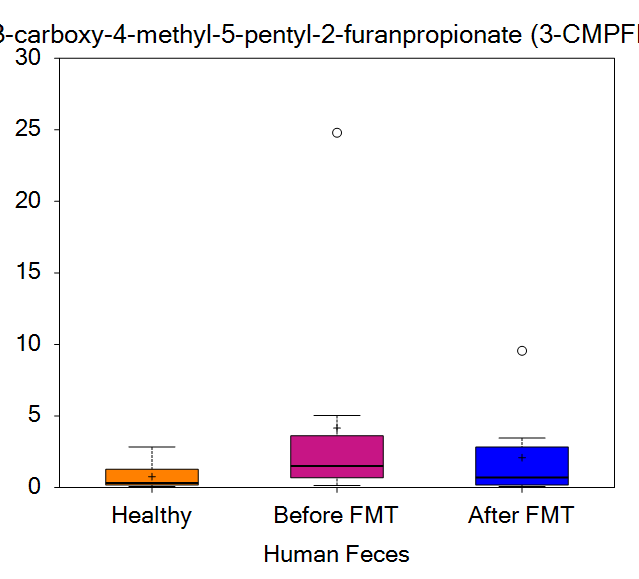 3-carboxy-4-methyl-5-pentyl-2-furanpropionate (3-CMPF
30
25
20
15
10
5
0
Healthy Before FMT After FMT
Human Feces